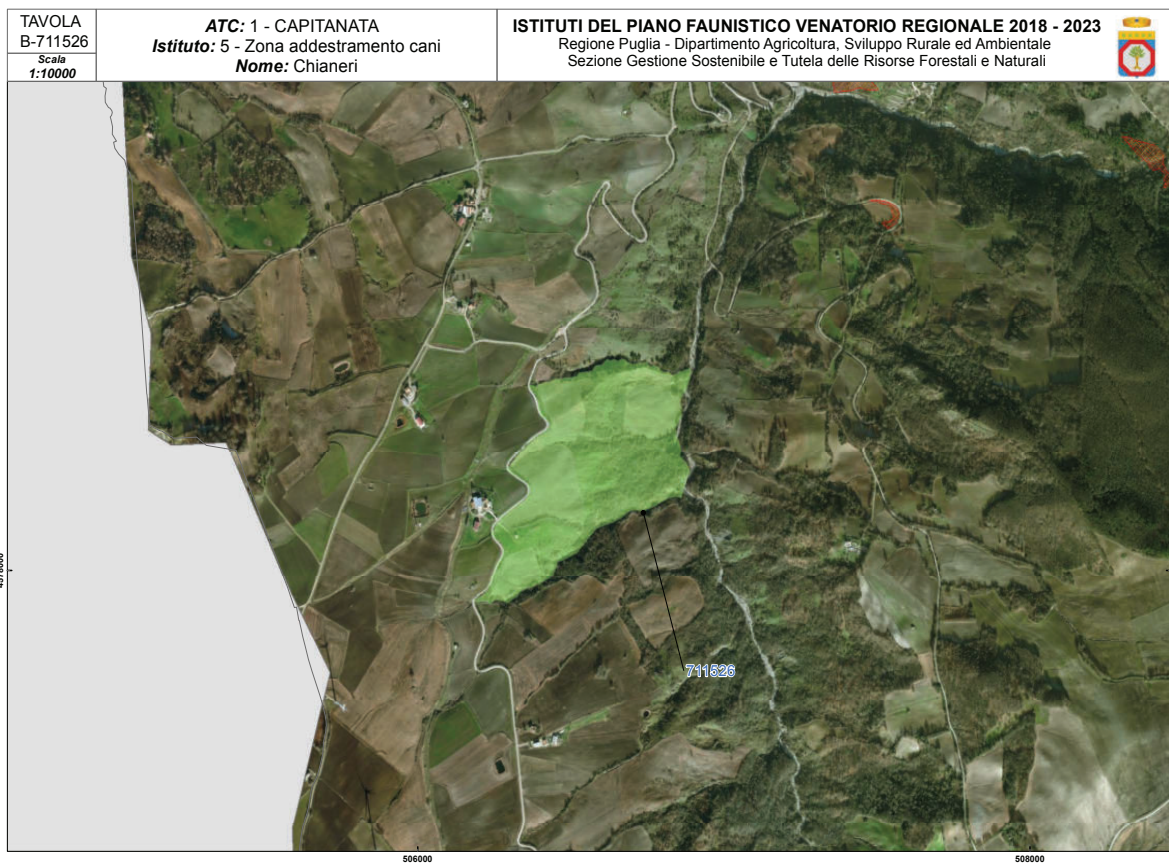 TAVOLA
B-711526
Scala
1:10000
ATC: 1 - CAPITANATA
Istituto: 5 - Zona addestramento cani
Nome: Chianeri
ISTITUTI DEL PIANO FAUNISTICO VENATORIO REGIONALE 2018 - 2023
Regione Puglia - Dipartimento Agricoltura, Sviluppo Rurale ed Ambientale
Sezione Gestione Sostenibile e Tutela delle Risorse Forestali e Naturali
711526
506000
508000